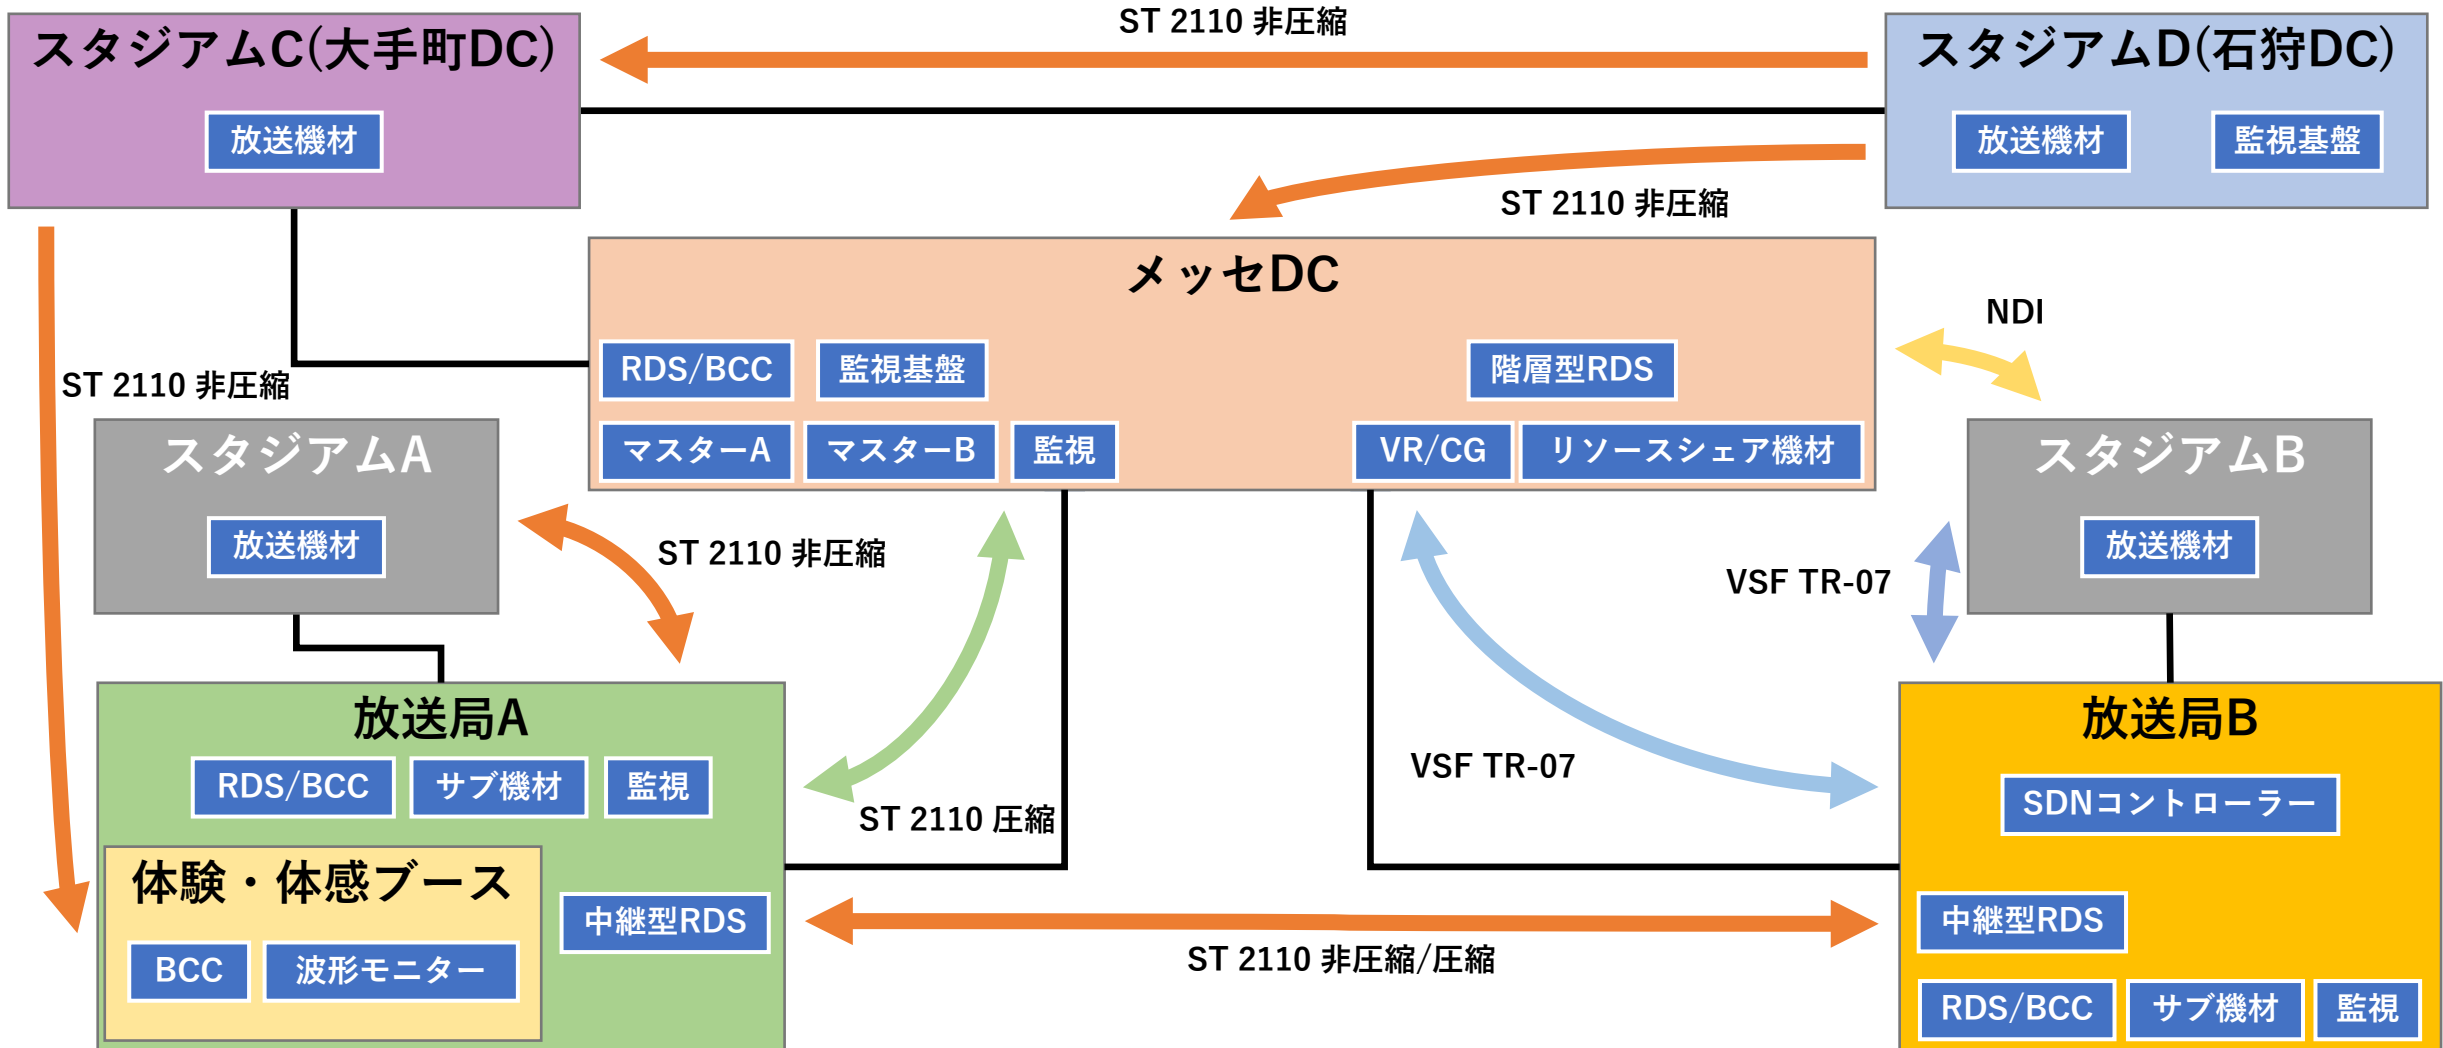 ST 2110 非圧縮
スタジアムC(大手町DC)
放送機材
スタジアムD(石狩DC)
放送機材
監視基盤
ST 2110 非圧縮
メッセDC
RDS/BCC
監視基盤
階層型RDS
マスターA
マスターB
監視
VR/CG
リソースシェア機材
NDI
ST 2110 非圧縮
スタジアムA
放送機材
ST 2110 非圧縮
スタジアムB
放送機材
VSF TR-07
VSF TR-07
ST 2110 圧縮
放送局A
RDS/BCC
サブ機材
監視
体験・体感ブース
BCC
波形モニター
中継型RDS
ST 2110 非圧縮/圧縮
放送局B
SDNコントローラー
中継型RDS
RDS/BCC
サブ機材
監視